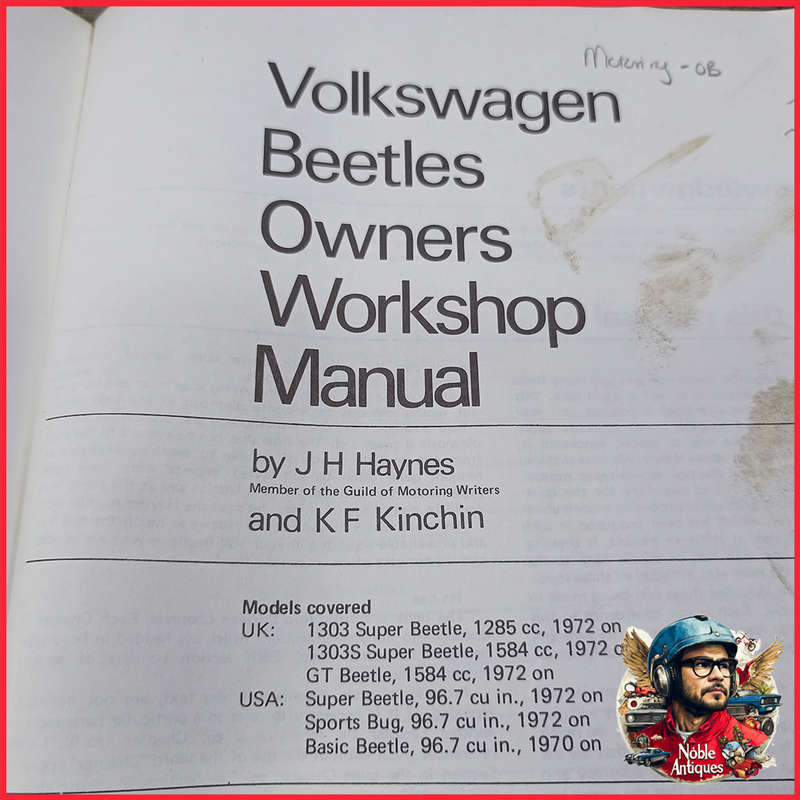 Motoring - OB
Volkswagen
Beetles
Owners
Workshop
Manual
by J H Haynes
Member of the Guild of Motoring Writers
and K F Kinchin
Models covered
UK: 1303 Super Beetle, 1285 cc, 1972 on
1303S Super Beetle, 1584 cc, 1972
GT Beetle, 1584 cc, 1972 on
USA: Super Beetle, 96.7 cu in., 1972 on
Sports Bug, 96.7 cu in., 1972 on
Basic Beetle, 96.7 cu in., 1970 on
Noble
Antiques